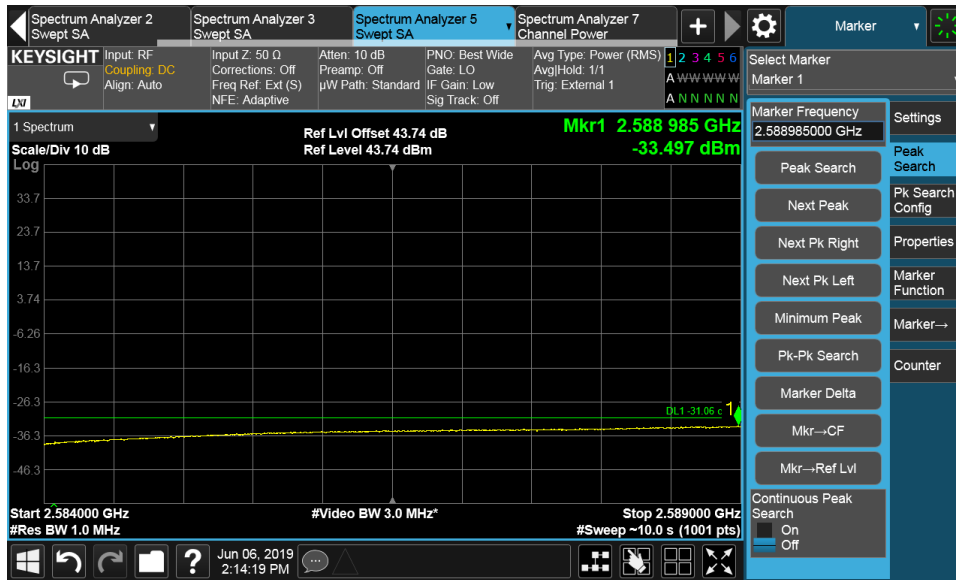 Spectrum Analyzer 2
Swept SA
Spectrum Analyzer 3
Swept SA
Spectrum Analyzer 5
Swept SA
Spectrum Analyzer 7
Channel Power
+
Marker
KEYSIGHT
LXI
Input: RF
Coupling: DC
Align: Auto
Input Z: 50 Ω
Corrections: Off
Freq Ref: Ext (S)
NFE: Adaptive
Atten: 10 dB
Preamp: Off
µW Path: Standard
PNO: Best Wide
Gate: LO
IF Gain: Low
Sig Track: Off
Avg Type: Power (RMS)
Avg|Hold: 1/1
Trig: External 1
1 2 3 4 5 6
A W W W W W
A N N N N N
Select Marker
Marker 1
1 Spectrum
Scale/Div 10 dB
Log
Ref Lvl Offset 43.74 dB
Ref Level 43.74 dBm
Mkr1 2.588 985 GHz
-33.497 dBm
33.7
23.7
13.7
3.74
-6.26
-16.3
-26.3
-36.3
-46.3
DL1 -31.06 c
1
Start 2.584000 GHz
#Res BW 1.0 MHz
#Video BW 3.0 MHz*
Stop 2.589000 GHz
#Sweep ~10.0 s (1001 pts)
Marker Frequency
2.588985000 GHz
Peak Search
Next Peak
Next Pk Right
Next Pk Left
Minimum Peak
Pk-Pk Search
Marker Delta
Mkr→CF
Mkr→Ref Lvl
Continuous Peak
Search
On
Off
Settings
Peak
Search
Pk Search
Config
Properties
Marker
Function
Marker→
Counter
?
Jun 06, 2019
2:14:19 PM